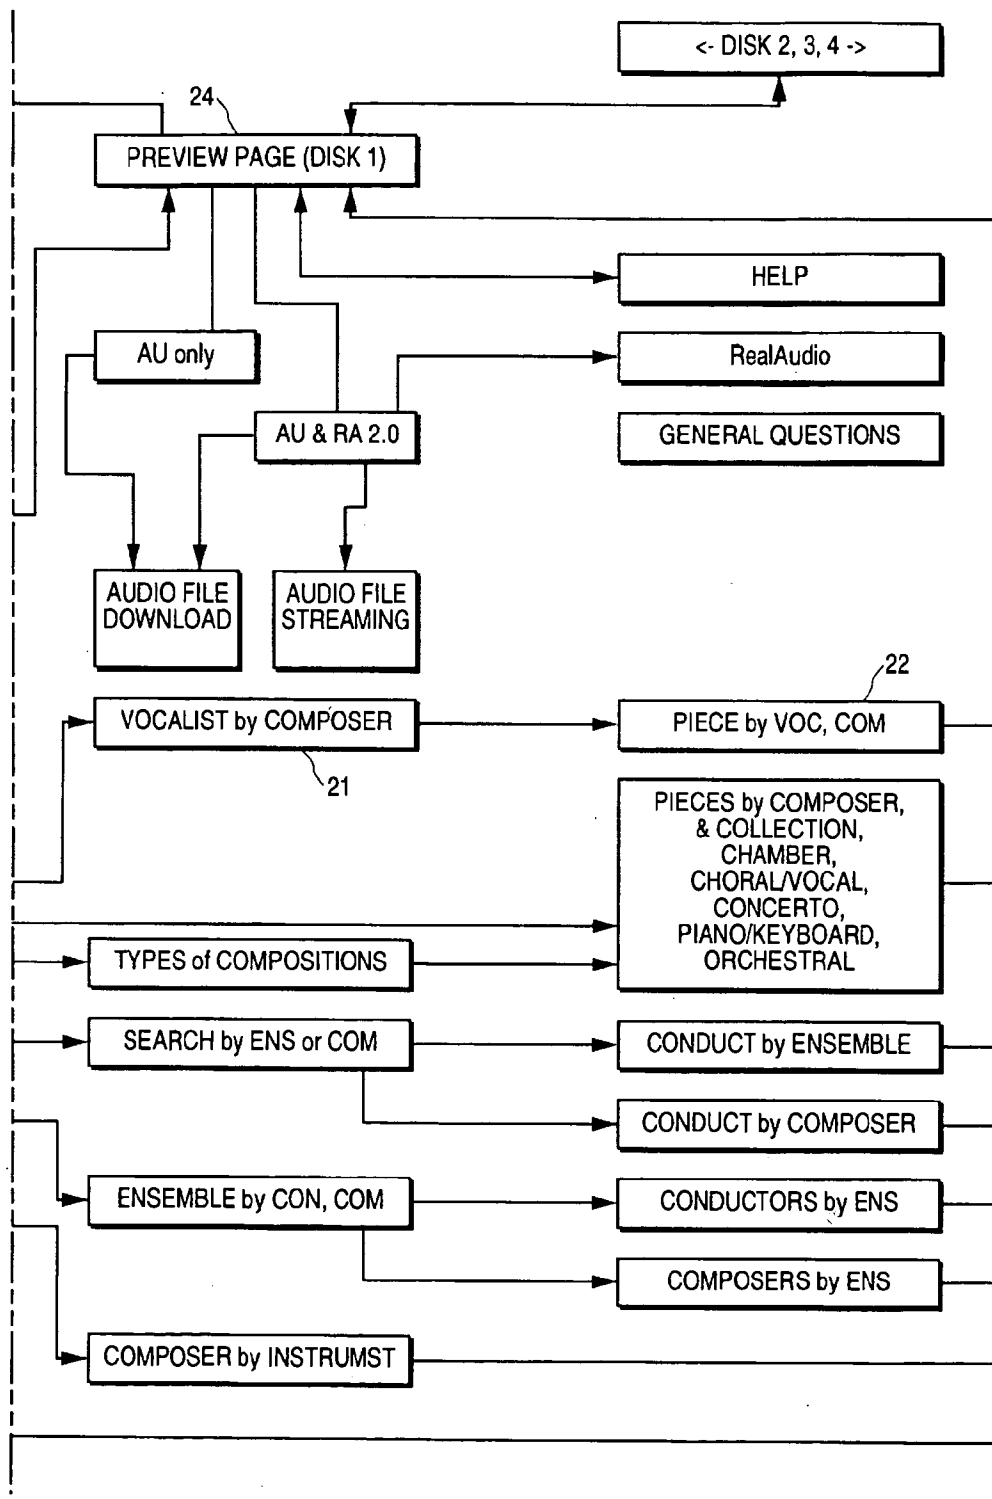 <- DISK 2, 3, 4 ->
24
PREVIEW PAGE (DISK 1)
HELP
AU only
RealAudio
AU & RA 2.0
GENERAL QUESTIONS
AUDIO FILE
DOWNLOAD
AUDIO FILE
STREAMING
22
VOCALIST by COMPOSER
PIECE by VOC, COM
21
PIECES by COMPOSER,
& COLLECTION,
CHAMBER,
CHORAL/VOCAL,
CONCERTO,
PIANO/KEYBOARD,
ORCHESTRAL
TYPES of COMPOSITIONS
SEARCH by ENS or COM
CONDUCT by ENSEMBLE
CONDUCT by COMPOSER
ENSEMBLE by CON, COM
CONDUCTORS by ENS
COMPOSERS by ENS
COMPOSER by INSTRUMST